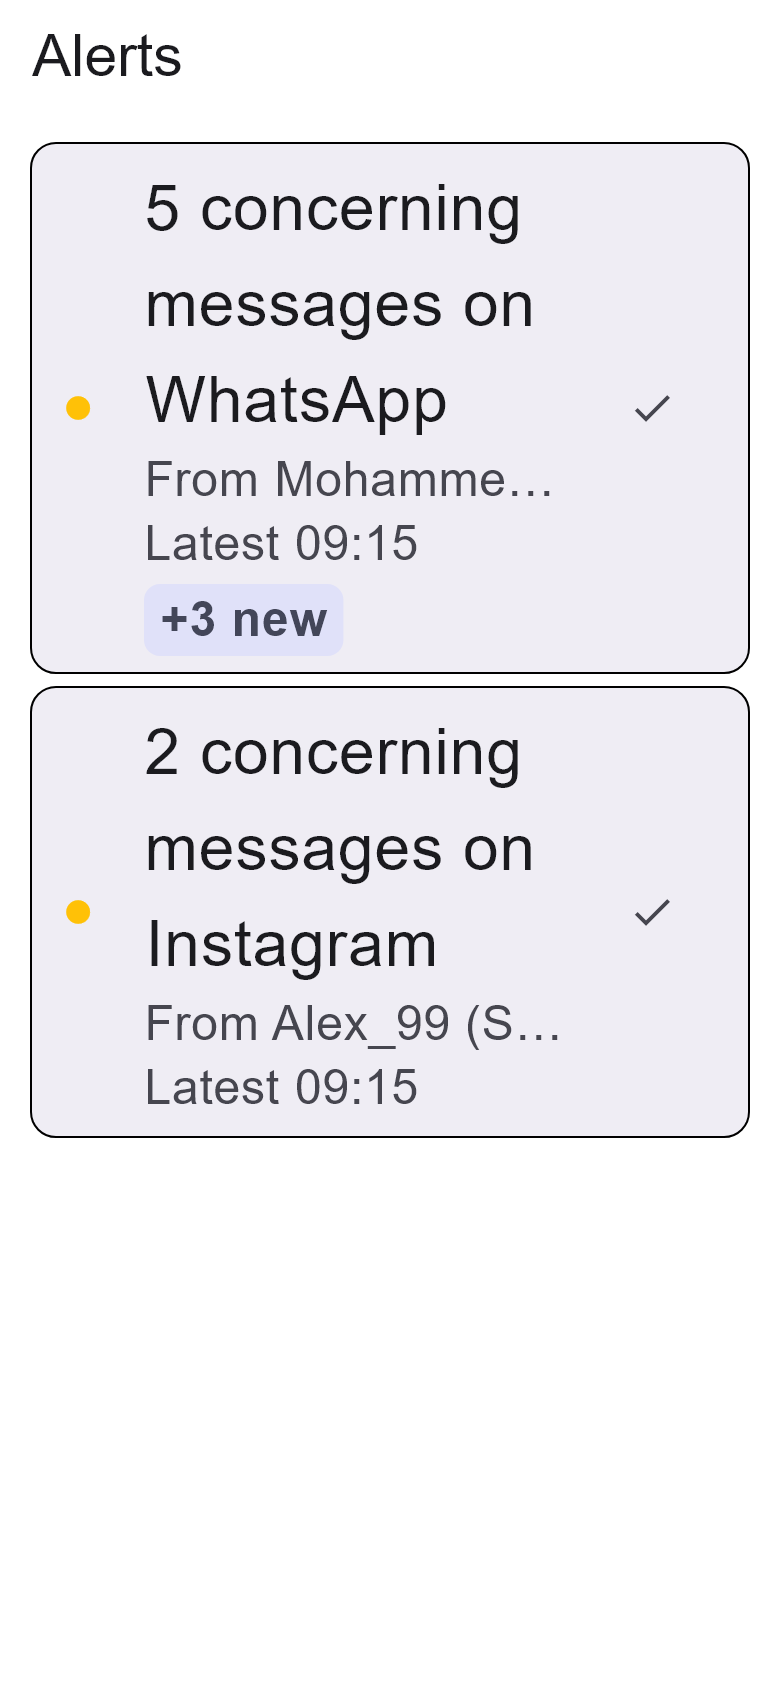 Alerts
5 concerning
messages on
WhatsApp
From Mohamme…
Latest 09:15
+3 new
2 concerning
messages on
Instagram
From Alex_99 (S…
Latest 09:15